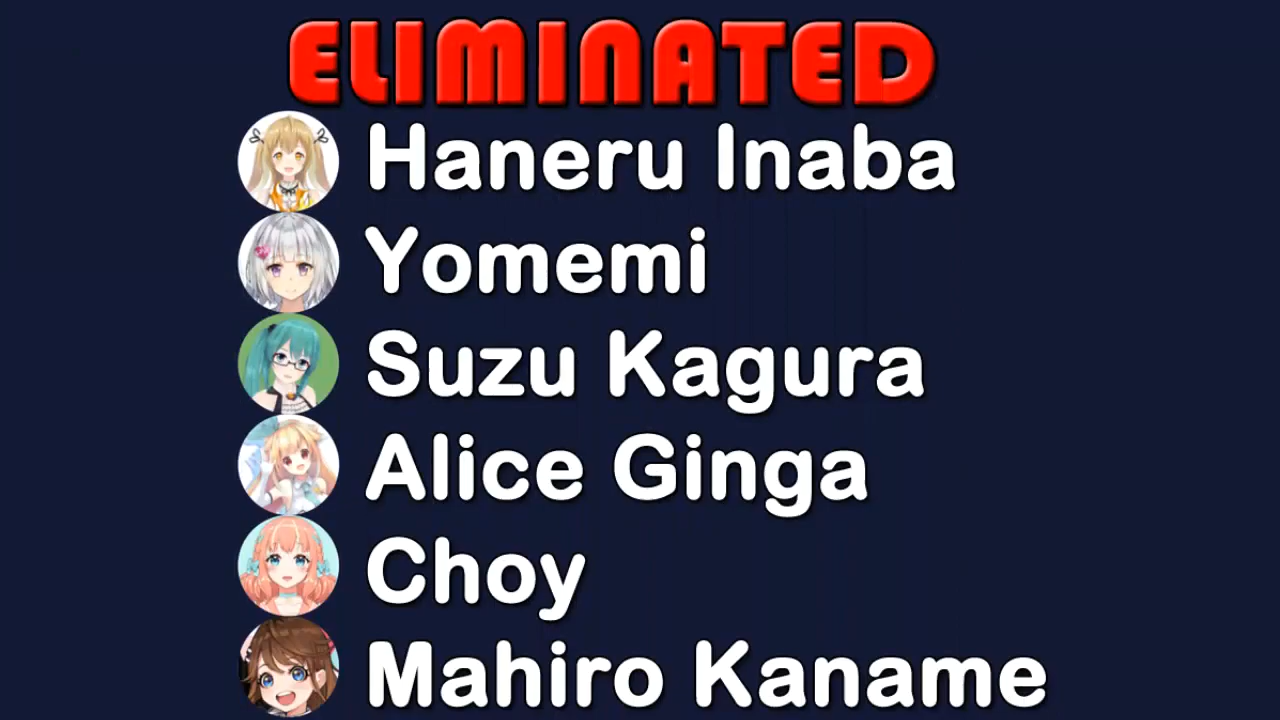 ELIMINATED
Haneru Inaba
Yomemi
Suzu Kagura
Alice Ginga
Choy
Mahiro Kaname